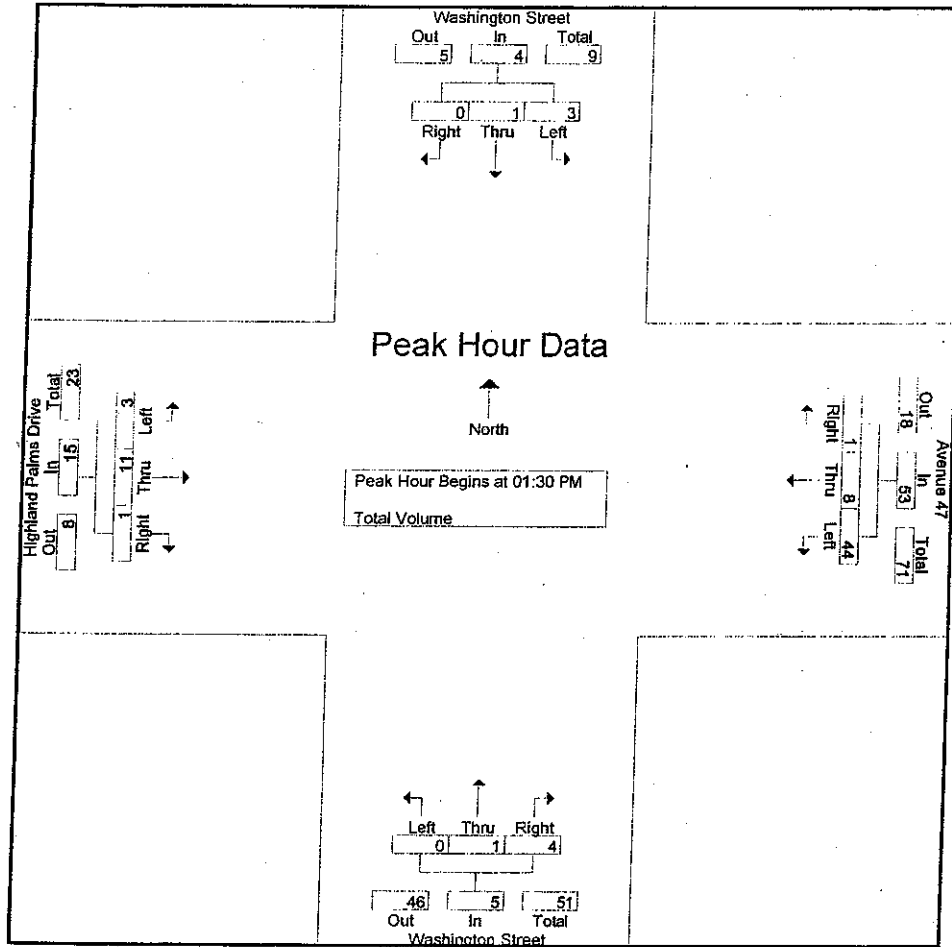 Washington Street
Out In Total
5 4 9
0 1 3
Right Thru Left
Peak Hour Data
North
Peak Hour Begins at 01:30 PM
Total Volume
Highland Palms Drive
Out In Total
8 15 23
1 11 3
Right Thru Left
Avenue 47
Out In Total
18 53 71
1 8 44
Right Thru Left
Left Thru Right
0 1 4
46 5 51
Out In Total
Washington Street